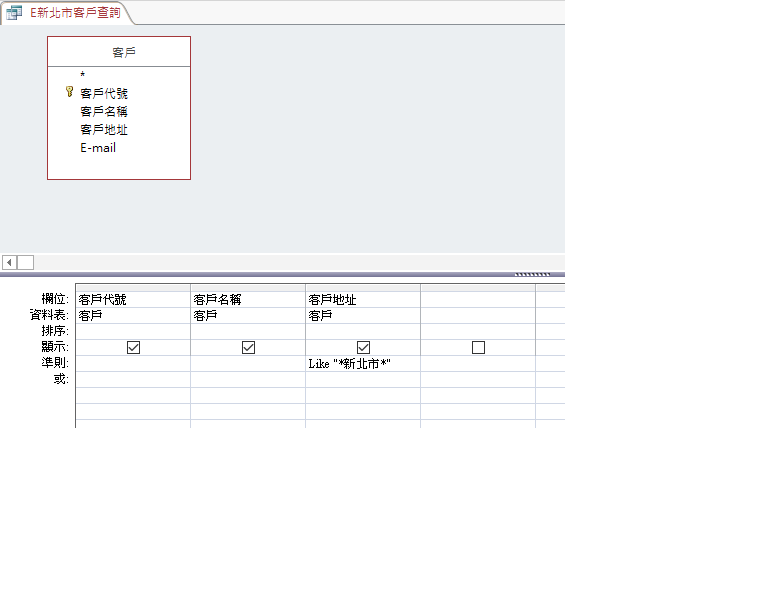 E新北市客戶查詢
客戶
*
客戶代號
客戶名稱
客戶地址
E-mail
欄位: 客戶代號 客戶名稱 客戶地址
資料表: 客戶 客戶 客戶
排序:
顯示:
準則: Like "*新北市*"
或: